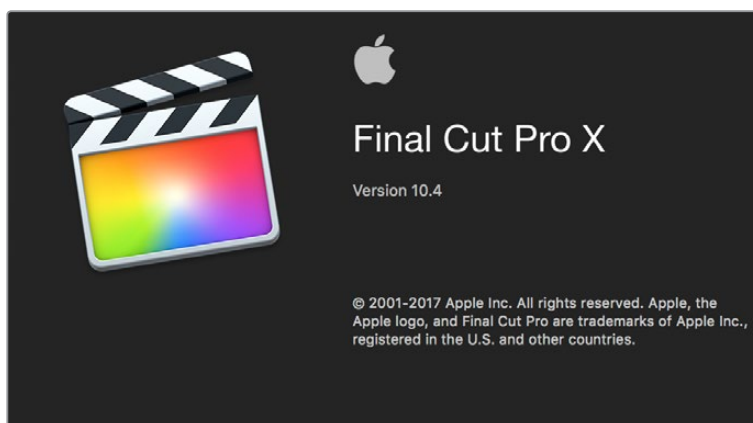 Final Cut Pro X
Version 10.4
© 2001-2017 Apple Inc. All rights reserved. Apple, the
Apple logo, and Final Cut Pro are trademarks of Apple Inc.,
registered in the U.S. and other countries.